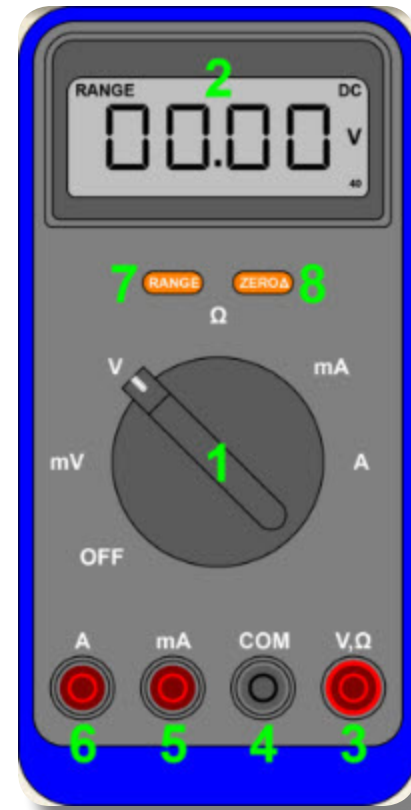 2
RANGE DC
00.00 V
40
7 RANGE ZEROΔ 8
Ω
V mA
1
mV A
OFF
A mA COM V,Ω
6 5 4 3